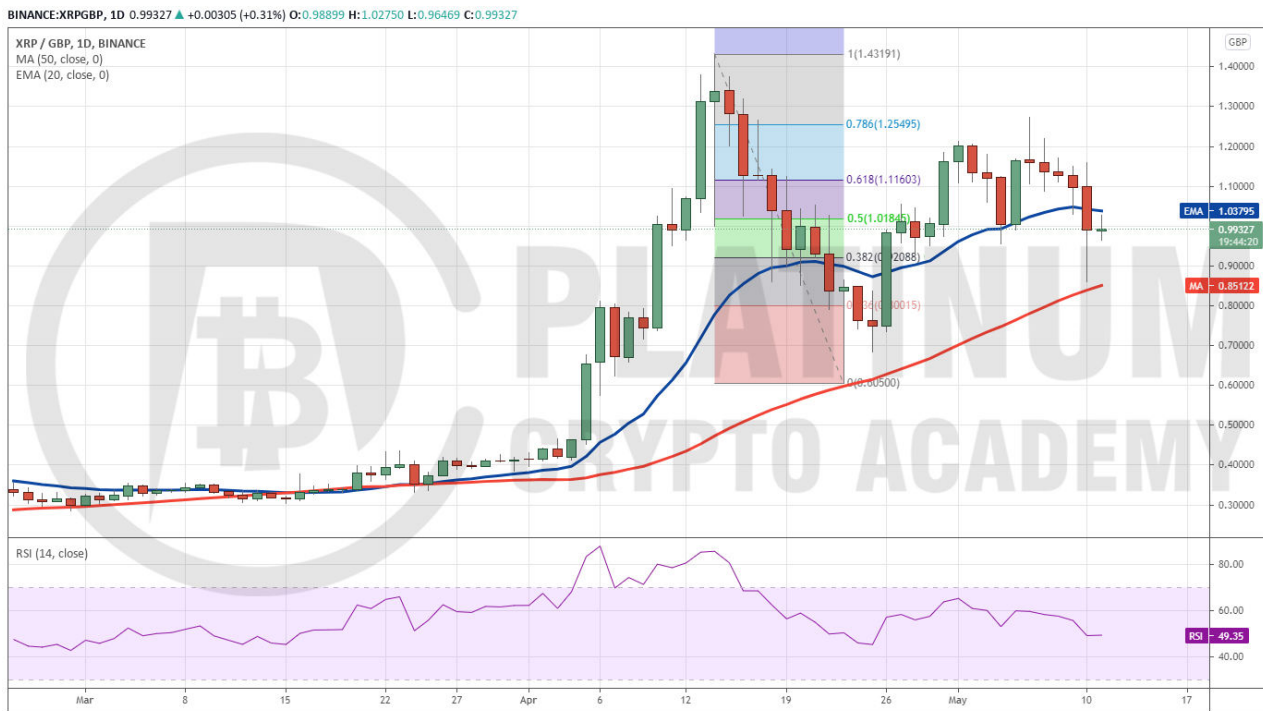 BINANCE:XRPGBP, 1D 0.99327 ▲ +0.00305 (+0.31%) O:0.98899 H:1.02750 L:0.96469 C:0.99327
XRP / GBP, 1D, BINANCE
MA (50, close, 0)
EMA (20, close, 0)
GBP
1(1.43191)
1.40000
1.30000
0.786(1.25495)
1.20000
0.618(1.11603)
1.10000
EMA 1.03795
0.5(1.01845)
0.99327
19:44:20
0.382(0.92088)
0.90000
MA 0.85122
0.80000
0.70000
0(0.60500)
0.60000
0.50000
0.40000
0.30000
PLATINUM
CRYPTO ACADEMY
RSI (14, close)
80.00
60.00
RSI 49.35
40.00
Mar 8 15 22 27 Apr 6 12 19 26 May 10 17